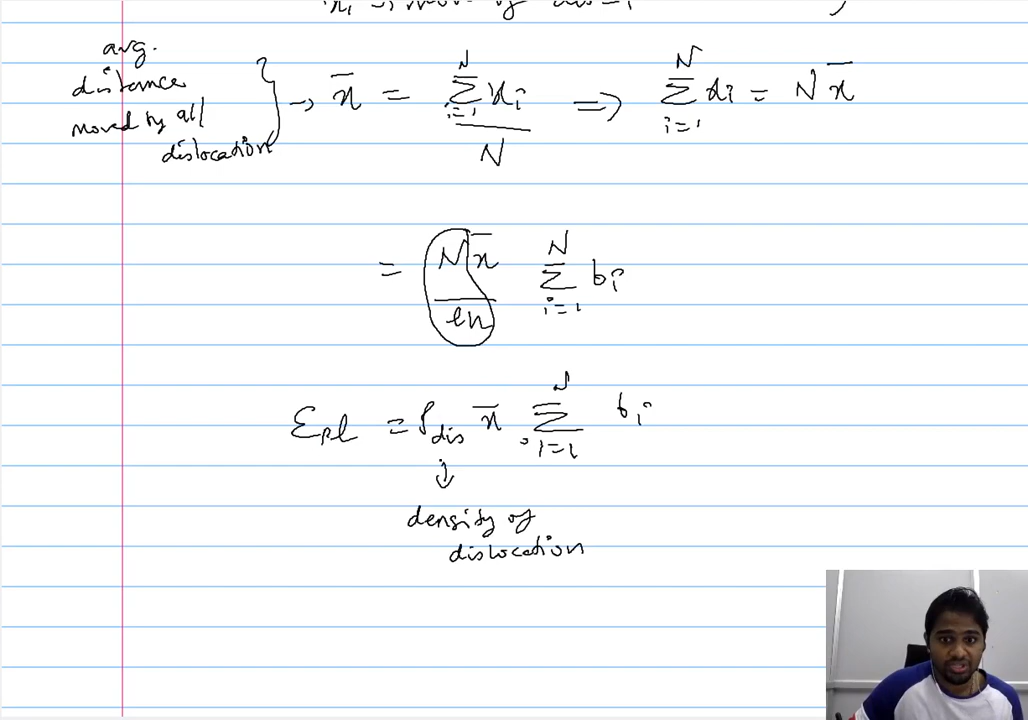 avg.
distance
moved by all
dislocation } → x̄ = Σ_{i=1}^{N} x_i / N ⇒ Σ_{i=1}^{N} x_i = N x̄
= N x̄ / lh Σ_{i=1}^{N} b_i
ε_pl = ρ_dis x̄ Σ_{i=1}^{N} b_i
↓
density of
dislocation